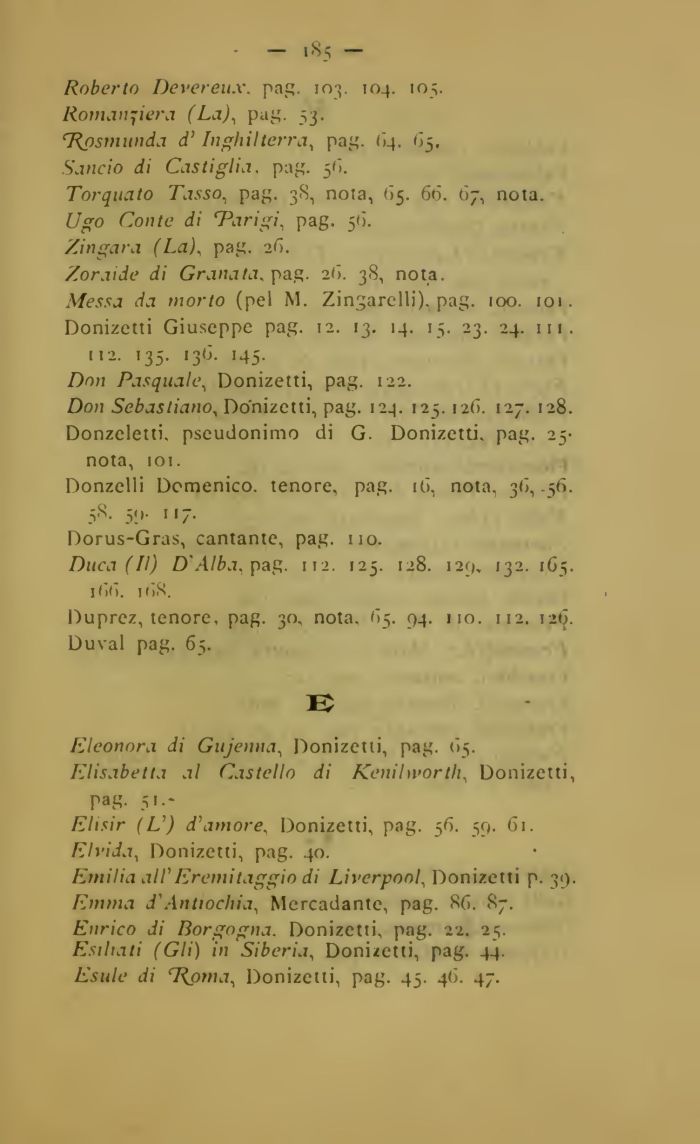 — 185 —
Roberto Devereux. pag. 103. 104. 105.
Romanziera (La), pag. 53.
Rosmunda d' Inghilterra, pag. 64. 65.
Sancio di Castiglia. pag. 56.
Torquato Tasso, pag. 38, nota, 65. 66. 67, nota.
Ugo Conte di Parigi, pag. 56.
Zingara (La), pag. 26.
Zoraide di Granata. pag. 26. 38, nota.
Messa da morto (pel M. Zingarelli). pag. 100. 101.
Donizetti Giuseppe pag. 12. 13. 14. 15. 23. 24. 111.
112. 135. 136. 145.
Don Pasquale, Donizetti, pag. 122.
Don Sebastiano, Donizetti, pag. 124. 125. 126. 127. 128.
Donzeletti. pseudonimo di G. Donizetti. pag. 25.
nota, 101.
Donzelli Domenico. tenore, pag. 16, nota, 36, 56.
58. 59. 117.
Dorus-Gras, cantante, pag. 110.
Duca (Il) D'Alba, pag. 112. 125. 128. 129, 132. 165.
166. 168.
Duprez, tenore, pag. 30, nota. 65. 94. 110. 112. 126.
Duval pag. 65.
E
Eleonora di Gujenna, Donizetti, pag. 65.
Elisabetta al Castello di Kenilworth, Donizetti,
pag. 51.
Elisir (L') d'amore, Donizetti, pag. 56. 59. 61.
Elvida, Donizetti, pag. 40.
Emilia all'Eremitaggio di Liverpool, Donizetti p. 39.
Emma d'Antiochia, Mercadante, pag. 86. 87.
Enrico di Borgogna. Donizetti, pag. 22. 25.
Esiliati (Gli) in Siberia, Donizetti, pag. 44.
Esule di Roma, Donizetti, pag. 45. 46. 47.